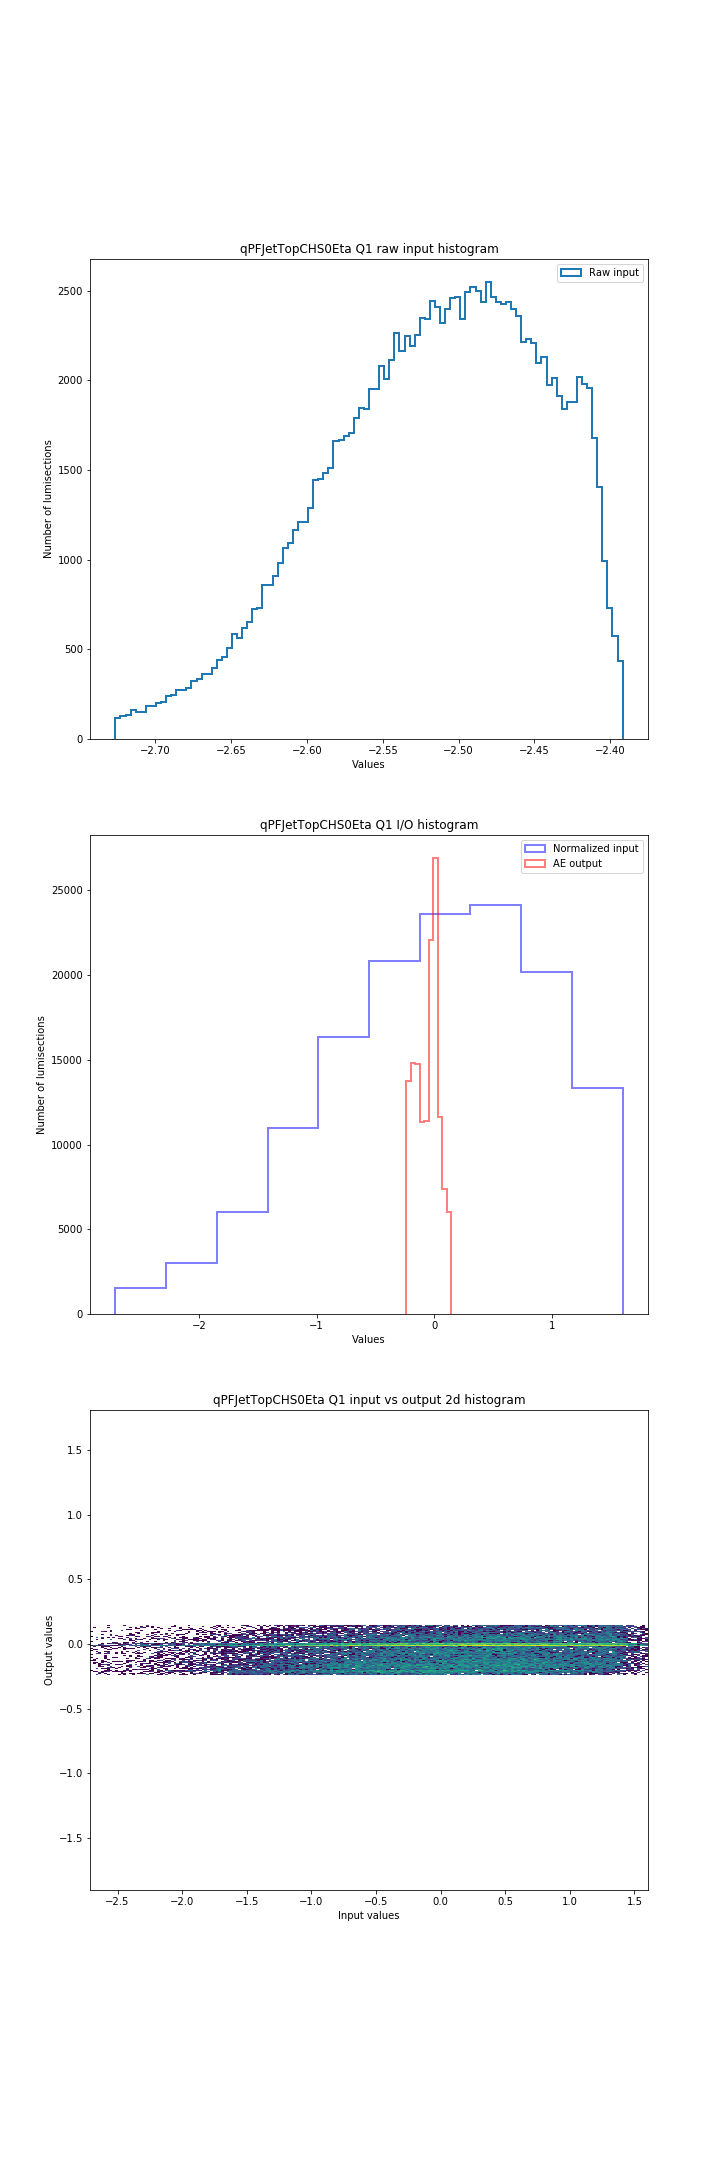 qPFJetTopCHS0Eta Q1 raw input histogram
Raw input
2500
2000
1500
1000
500
0
Number of lumisections
−2.70 −2.65 −2.60 −2.55 −2.50 −2.45 −2.40
Values
qPFJetTopCHS0Eta Q1 I/O histogram
Normalized input
AE output
25000
20000
15000
10000
5000
0
Number of lumisections
−2 −1 0 1
Values
qPFJetTopCHS0Eta Q1 input vs output 2d histogram
1.5
1.0
0.5
0.0
−0.5
−1.0
−1.5
Output values
−2.5 −2.0 −1.5 −1.0 −0.5 0.0 0.5 1.0 1.5
Input values